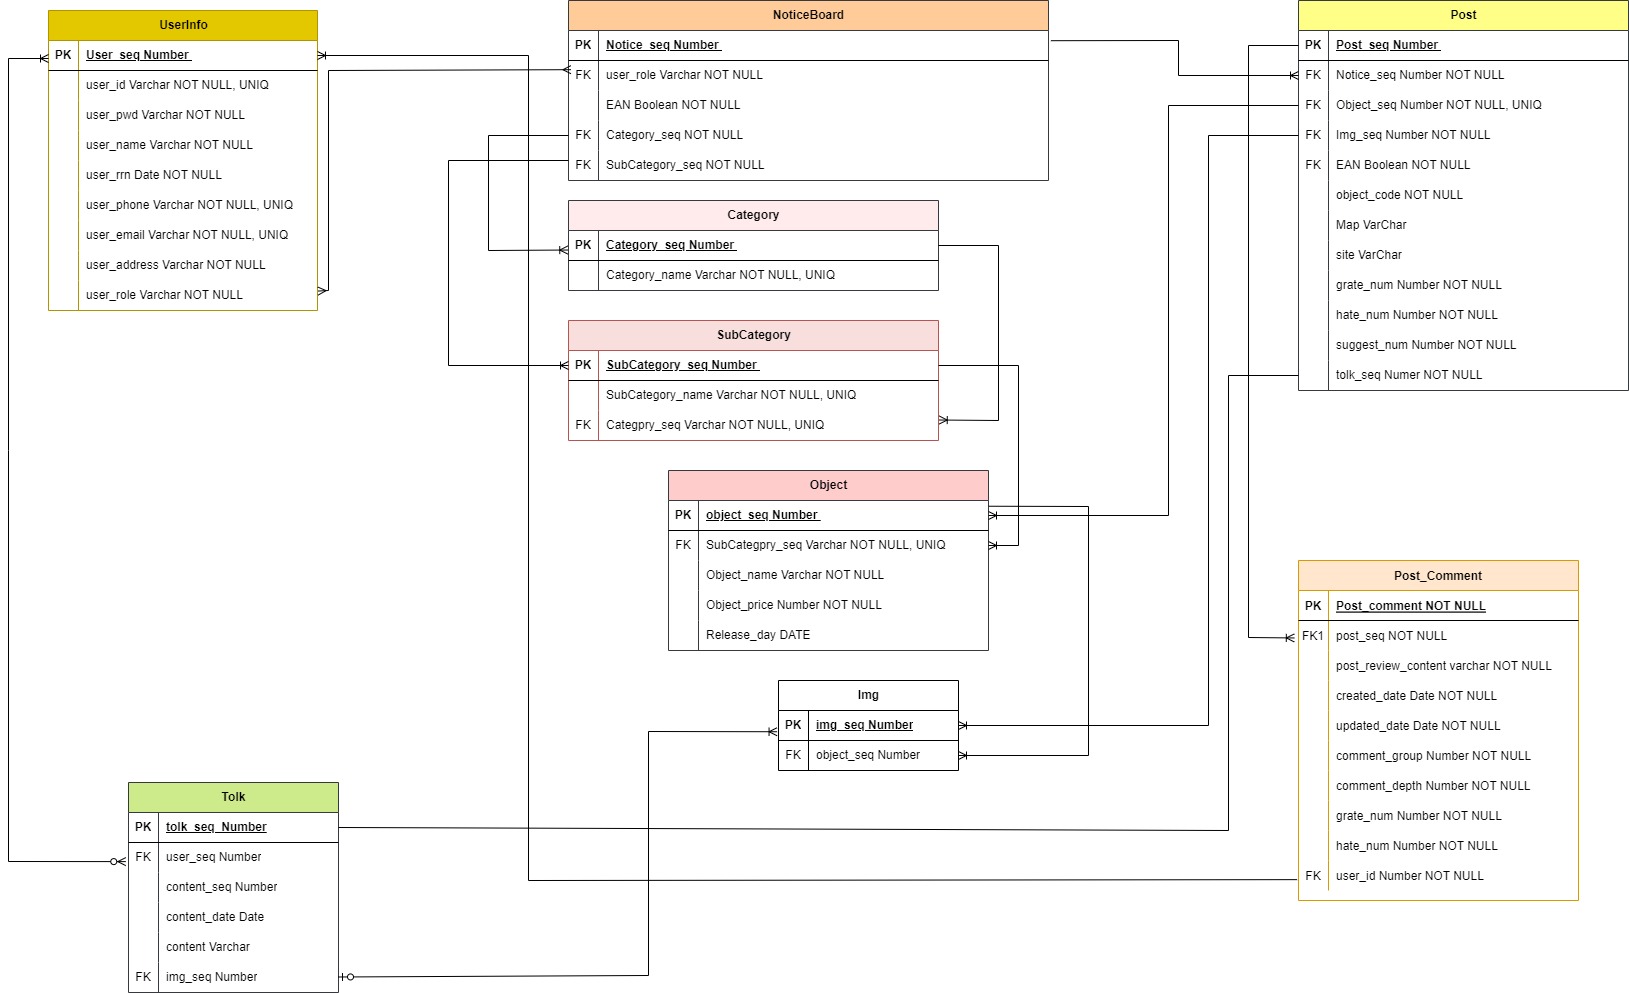 UserInfo
PK User_seq Number
user_id Varchar NOT NULL, UNIQ
user_pwd Varchar NOT NULL
user_name Varchar NOT NULL
user_rrn Date NOT NULL
user_phone Varchar NOT NULL, UNIQ
user_email Varchar NOT NULL, UNIQ
user_address Varchar NOT NULL
user_role Varchar NOT NULL
NoticeBoard
PK Notice_seq Number
FK user_role Varchar NOT NULL
EAN Boolean NOT NULL
FK Category_seq NOT NULL
FK SubCategory_seq NOT NULL
Category
PK Category_seq Number
Category_name Varchar NOT NULL, UNIQ
SubCategory
PK SubCategory_seq Number
SubCategory_name Varchar NOT NULL, UNIQ
FK Categpry_seq Varchar NOT NULL, UNIQ
Object
PK object_seq Number
FK SubCategpry_seq Varchar NOT NULL, UNIQ
Object_name Varchar NOT NULL
Object_price Number NOT NULL
Release_day DATE
Img
PK img_seq Number
FK object_seq Number
Post
PK Post_seq Number
FK Notice_seq Number NOT NULL
FK Object_seq Number NOT NULL, UNIQ
FK Img_seq Number NOT NULL
FK EAN Boolean NOT NULL
object_code NOT NULL
Map VarChar
site VarChar
grate_num Number NOT NULL
hate_num Number NOT NULL
suggest_num Number NOT NULL
tolk_seq Numer NOT NULL
Post_Comment
PK Post_comment NOT NULL
FK1 post_seq NOT NULL
post_review_content varchar NOT NULL
created_date Date NOT NULL
updated_date Date NOT NULL
comment_group Number NOT NULL
comment_depth Number NOT NULL
grate_num Number NOT NULL
hate_num Number NOT NULL
FK user_id Number NOT NULL
Tolk
PK tolk_seq_Number
FK user_seq Number
content_seq Number
content_date Date
content Varchar
FK img_seq Number